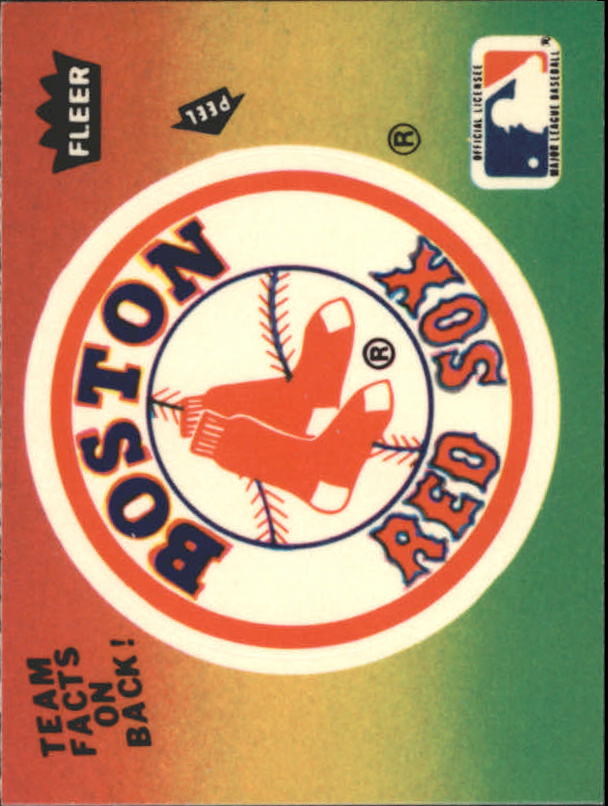 TEAM
FACTS
ON
BACK!
FLEER
PEEL
BOSTON
RED SOX
®
®
OFFICIAL LICENSEE
MAJOR LEAGUE BASEBALL®